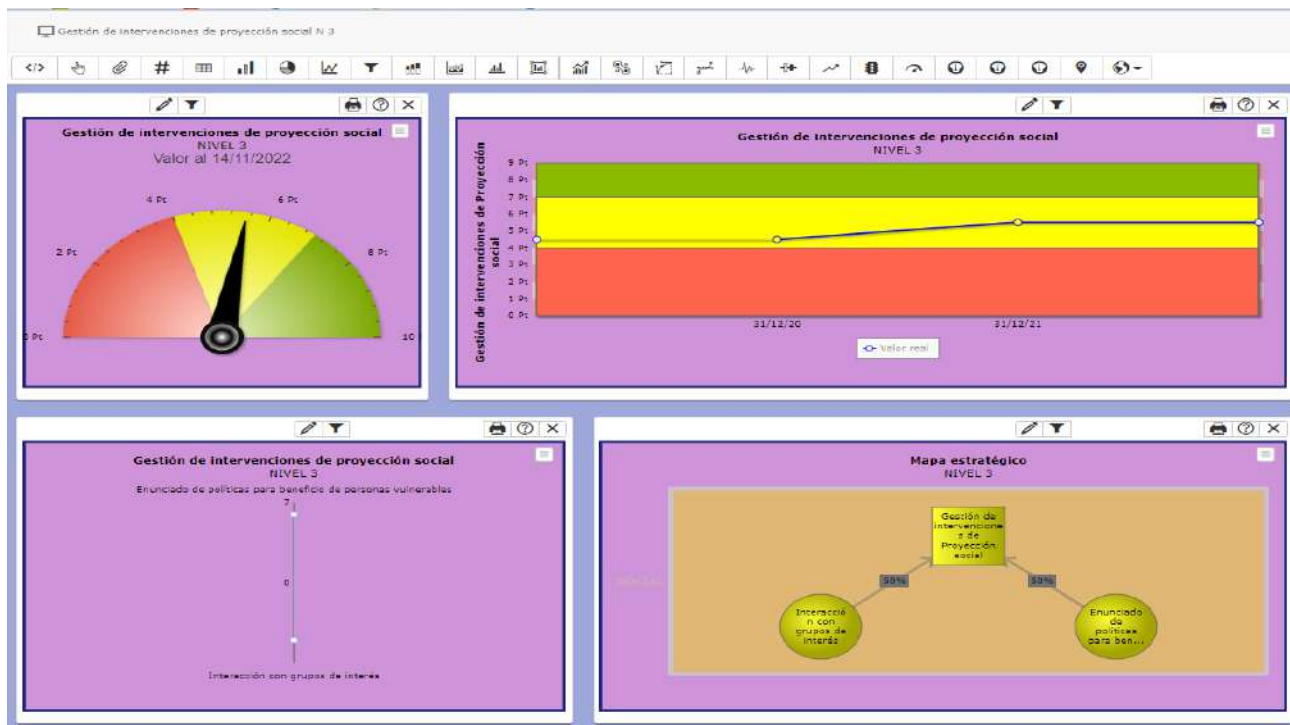 Gestión de intervenciones de proyección social N 3
Gestión de intervenciones de proyección social
NIVEL 3
Valor al 14/11/2022
0 Pt
2 Pt
4 Pt
6 Pt
8 Pt
10
Gestión de intervenciones de proyección social
NIVEL 3
Gestión de intervenciones de Proyección
social
9 Pt
8 Pt
7 Pt
6 Pt
5 Pt
4 Pt
3 Pt
2 Pt
1 Pt
0 Pt
31/12/20
31/12/21
Valor real
Gestión de intervenciones de proyección social
NIVEL 3
Enunciado de políticas para beneficio de personas vulnerables
7
0
Interacción con grupos de interés
Mapa estratégico
NIVEL 3
Gestión de
intervencione
s de
Proyección
social
50%
50%
Interacció
n con
grupos de
interés
Enunciado
de
políticas
para ben...